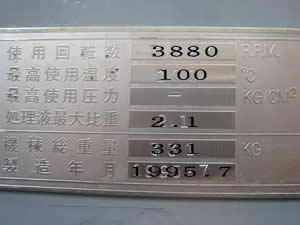 使用回転数 3880 R.P.M.
最高使用温度 100 ℃
最高使用圧力 - KG/CM²
処理液最大比重 2.1
機種総重量 331 KG
製造年月 1995.7